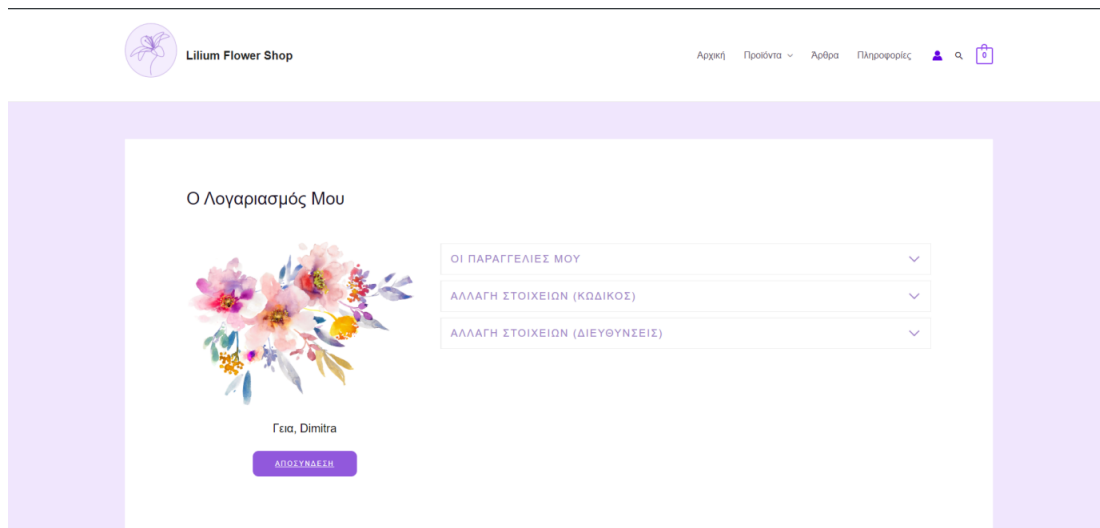 Lilium Flower Shop
Αρχική Προϊόντα Άρθρα Πληροφορίες 0
Ο Λογαριασμός Μου
ΟΙ ΠΑΡΑΓΓΕΛΙΕΣ ΜΟΥ
ΑΛΛΑΓΗ ΣΤΟΙΧΕΙΩΝ (ΚΩΔΙΚΟΣ)
ΑΛΛΑΓΗ ΣΤΟΙΧΕΙΩΝ (ΔΙΕΥΘΥΝΣΕΙΣ)
Γεια, Dimitra
ΑΠΟΣΥΝΔΕΣΗ